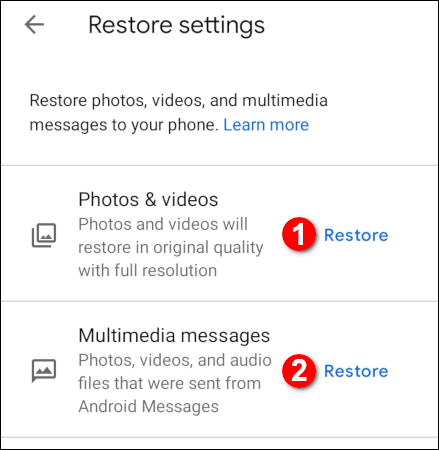 Restore settings
Restore photos, videos, and multimedia
messages to your phone. Learn more
Photos & videos
Photos and videos will
restore in original quality
with full resolution
1 Restore
Multimedia messages
Photos, videos, and audio
files that were sent from
Android Messages
2 Restore